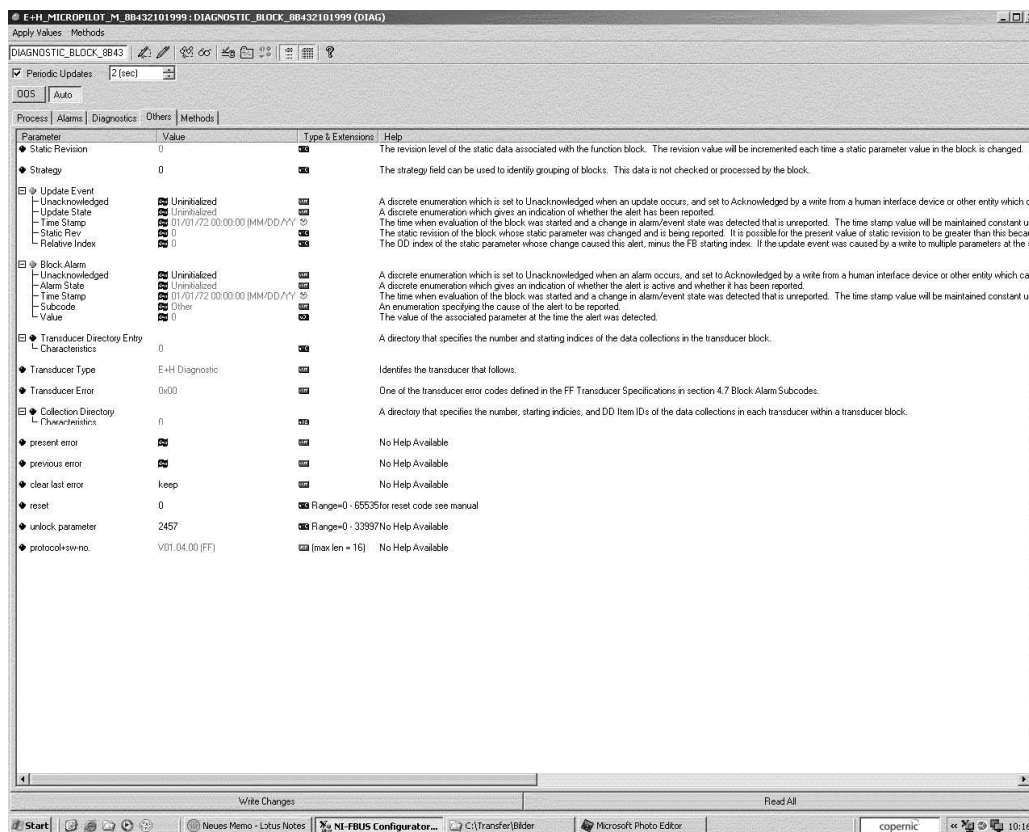 E+H_MICROPILOT_M_8B432101999 : DIAGNOSTIC_BLOCK_8B432101999 (DIAG)
Apply Values Methods
DIAGNOSTIC_BLOCK_8B43
Periodic Updates 2 (sec)
OOS Auto
Process Alarms Diagnostics Others Methods
Parameter Value Type & Extensions Help
Static Revision 0 The revision level of the static data associated with the function block. The revision value will be incremented each time a static parameter value in the block is changed.
Strategy 0 The strategy field can be used to identify grouping of blocks. This data is not checked or processed by the block.
Update Event
Unacknowledged Uninitialized A discrete enumeration which is set to Unacknowledged when an update occurs, and set to Acknowledged by a write from a human interface device or other entity which c
Update State Uninitialized A discrete enumeration which gives an indication of whether the alert has been reported.
Time Stamp 01/01/72 00:00:00 (MM/DD/YY The time when evaluation of the block was started and a change in alarm/event state was detected that is unreported. The time stamp value will be maintained constant u
Static Rev 0 The static revision of the block whose static parameter was changed and is being reported. It is possible for the present value of static revision to be greater than this becau
Relative Index 0 The OD index of the static parameter whose change caused this alert, minus the FB starting index. If the update event was caused by a write to multiple parameters at the s
Block Alarm
Unacknowledged Uninitialized A discrete enumeration which is set to Unacknowledged when an alarm occurs, and set to Acknowledged by a write from a human interface device or other entity which ca
Alarm State Uninitialized A discrete enumeration which gives an indication of whether the alert is active and whether it has been reported.
Time Stamp 01/01/72 00:00:00 (MM/DD/YY The time when evaluation of the block was started and a change in alarm/event state was detected that is unreported. The time stamp value will be maintained constant u
Subcode Other An enumeration specifying the cause of the alert to be reported.
Value 0 The value of the associated parameter at the time the alert was detected.
Transducer Directory Entry A directory that specifies the number and starting indices of the data collections in the transducer block.
Characteristics 0
Transducer Type E+H Diagnostic Identifes the transducer that follows.
Transducer Error 0x00 One of the transducer error codes defined in the FF Transducer Specifications in section 4.7 Block Alarm Subcodes.
Collection Directory A directory that specifies the number, starting indicies, and DD Item IDs of the data collections in each transducer within a transducer block.
Characteristics 0
present error No Help Available
previous error No Help Available
clear last error keep No Help Available
reset 0 Range=0 - 65535 for reset code see manual
unlock parameter 2457 Range=0 - 33997 No Help Available
protocol+sw-no. V01.04.00 (FF) (max len = 16) No Help Available
Write Changes Read All
Start Neues Memo - Lotus Notes NI-FBUS Configurator... C:\Transfer\Bilder Microsoft Photo Editor copernic « 10:16